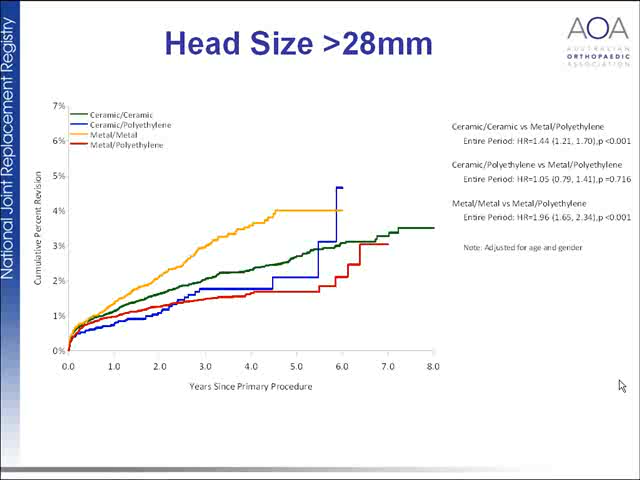 National Joint Replacement Registry
Head Size >28mm
AOA
AUSTRALIAN
ORTHOPAEDIC
ASSOCIATION
7%
6%
5%
4%
3%
2%
1%
0%
Cumulative Percent Revision
Ceramic/Ceramic
Ceramic/Polyethylene
Metal/Metal
Metal/Polyethylene
0.0 1.0 2.0 3.0 4.0 5.0 6.0 7.0 8.0
Years Since Primary Procedure
Ceramic/Ceramic vs Metal/Polyethylene
Entire Period: HR=1.44 (1.21, 1.70),p <0.001
Ceramic/Polyethylene vs Metal/Polyethylene
Entire Period: HR=1.05 (0.79, 1.41),p =0.716
Metal/Metal vs Metal/Polyethylene
Entire Period: HR=1.96 (1.65, 2.34),p <0.001
Note: Adjusted for age and gender